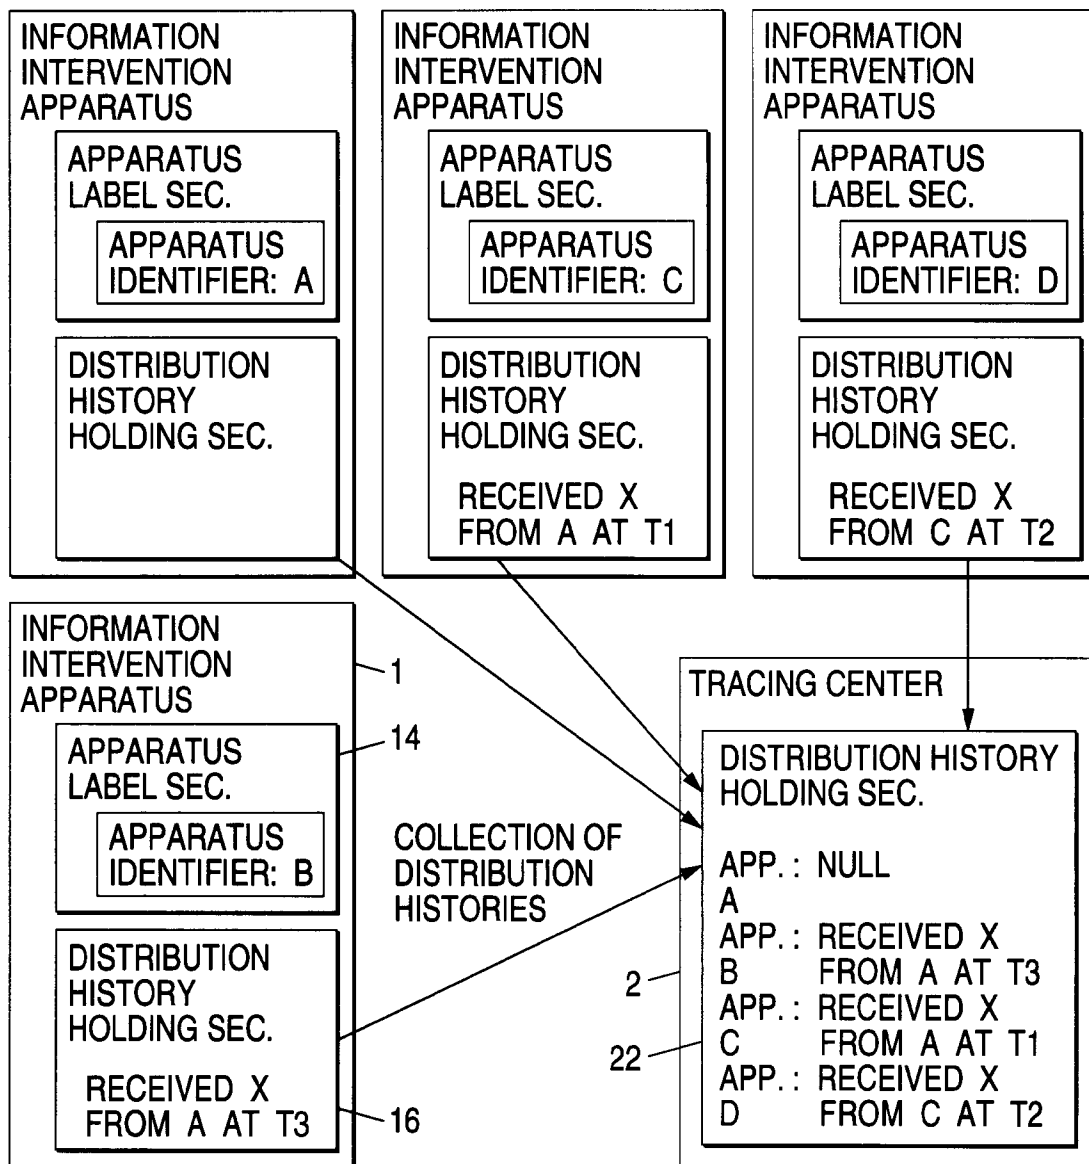 INFORMATION
INTERVENTION
APPARATUS
APPARATUS
LABEL SEC.
APPARATUS
IDENTIFIER: A
DISTRIBUTION
HISTORY
HOLDING SEC.
INFORMATION
INTERVENTION
APPARATUS
APPARATUS
LABEL SEC.
APPARATUS
IDENTIFIER: C
DISTRIBUTION
HISTORY
HOLDING SEC.
RECEIVED X
FROM A AT T1
INFORMATION
INTERVENTION
APPARATUS
APPARATUS
LABEL SEC.
APPARATUS
IDENTIFIER: D
DISTRIBUTION
HISTORY
HOLDING SEC.
RECEIVED X
FROM C AT T2
INFORMATION
INTERVENTION
APPARATUS
1
APPARATUS
LABEL SEC.
14
APPARATUS
IDENTIFIER: B
DISTRIBUTION
HISTORY
HOLDING SEC.
RECEIVED X
FROM A AT T3
16
COLLECTION OF
DISTRIBUTION
HISTORIES
TRACING CENTER
2
DISTRIBUTION HISTORY
HOLDING SEC.
22
APP. : NULL
A
APP. : RECEIVED X
B FROM A AT T3
APP. : RECEIVED X
C FROM A AT T1
APP. : RECEIVED X
D FROM C AT T2